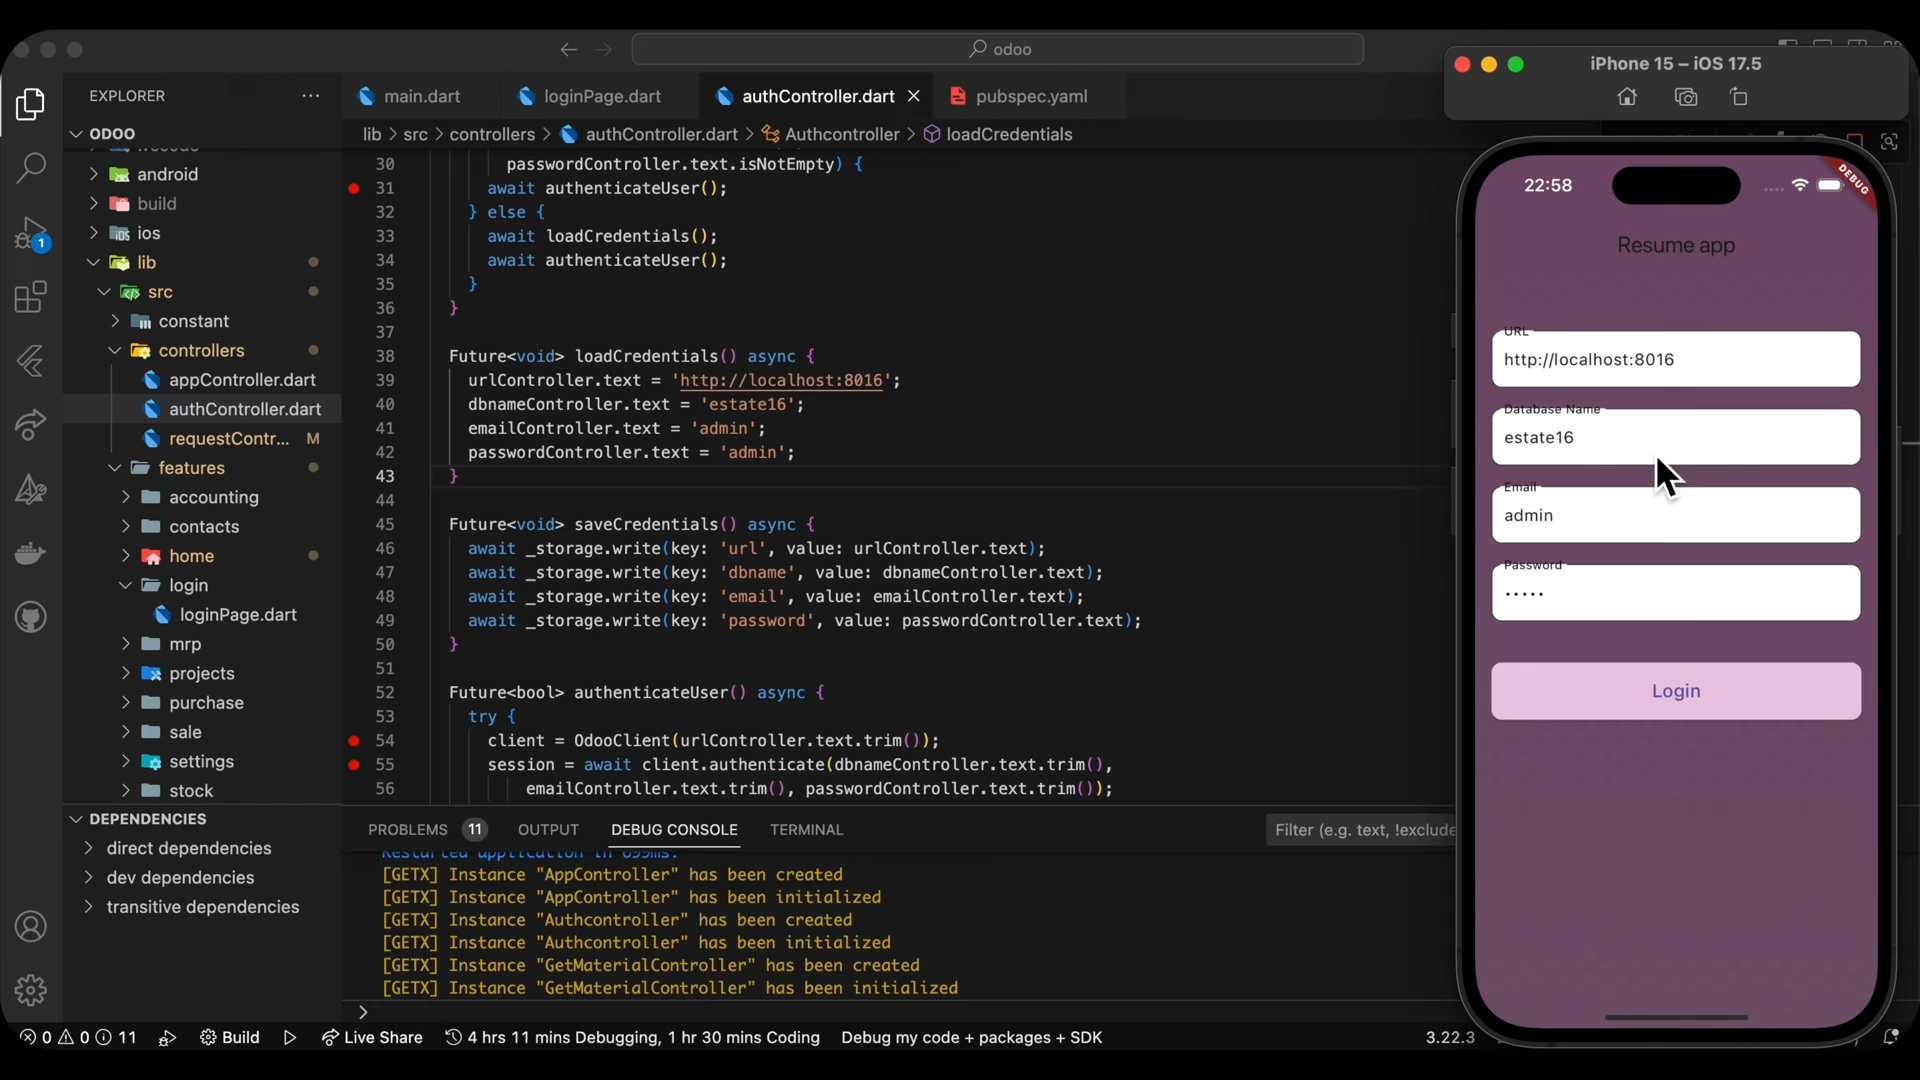 odoo
EXPLORER
ODOO
android
build
ios
lib
src
constant
controllers
appController.dart
authController.dart
requestContr... M
features
accounting
contacts
home
login
loginPage.dart
mrp
projects
purchase
sale
settings
stock
DEPENDENCIES
direct dependencies
dev dependencies
transitive dependencies
1
main.dart
loginPage.dart
authController.dart
pubspec.yaml
lib > src > controllers > authController.dart > Authcontroller > loadCredentials
30 passwordController.text.isNotEmpty) {
31 await authenticateUser();
32 } else {
33 await loadCredentials();
34 await authenticateUser();
35 }
36 }
37
38 Future<void> loadCredentials() async {
39 urlController.text = 'http://localhost:8016';
40 dbnameController.text = 'estate16';
41 emailController.text = 'admin';
42 passwordController.text = 'admin';
43 }
44
45 Future<void> saveCredentials() async {
46 await _storage.write(key: 'url', value: urlController.text);
47 await _storage.write(key: 'dbname', value: dbnameController.text);
48 await _storage.write(key: 'email', value: emailController.text);
49 await _storage.write(key: 'password', value: passwordController.text);
50 }
51
52 Future<bool> authenticateUser() async {
53 try {
54 client = OdooClient(urlController.text.trim());
55 session = await client.authenticate(dbnameController.text.trim(),
56 emailController.text.trim(), passwordController.text.trim());
PROBLEMS 11 OUTPUT DEBUG CONSOLE TERMINAL
Filter (e.g. text, !exclude
Restarted application in 699ms.
[GETX] Instance "AppController" has been created
[GETX] Instance "AppController" has been initialized
[GETX] Instance "Authcontroller" has been created
[GETX] Instance "Authcontroller" has been initialized
[GETX] Instance "GetMaterialController" has been created
[GETX] Instance "GetMaterialController" has been initialized
>
0 0 11 Build Live Share 4 hrs 11 mins Debugging, 1 hr 30 mins Coding Debug my code + packages + SDK 3.22.3
iPhone 15 – iOS 17.5
22:58
DEBUG
Resume app
URL
http://localhost:8016
Database Name
estate16
Email
admin
Password
•••••
Login